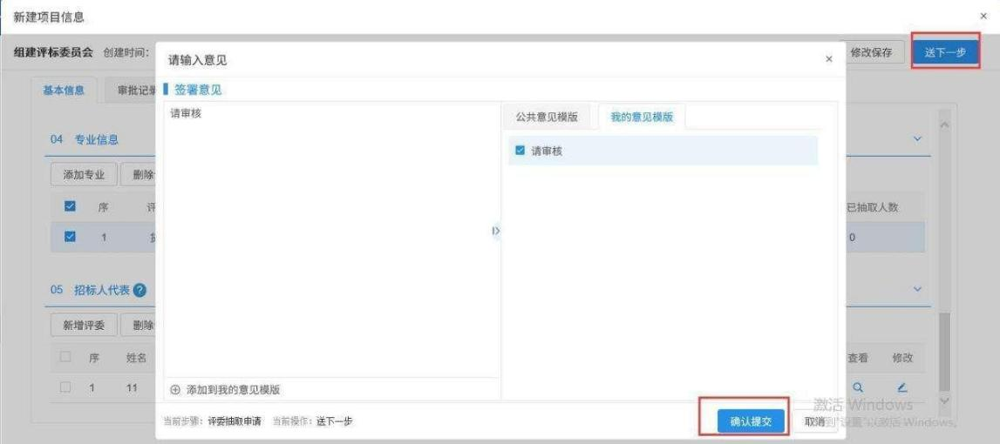 新建项目信息 ×
组建评标委员会 创建时间: 修改保存 送下一步
请输入意见 ×
基本信息 审批记录
签署意见
请审核
公共意见模版 我的意见模版
请审核
04 专业信息
添加专业 删除
序 评 已抽取人数
1 0
05 招标人代表 ?
新增评委 删除
序 姓名 查看 修改
1 11
添加到我的意见模版
当前步骤: 评委抽取申请 当前操作: 送下一步 确认提交 取消
激活 Windows
到"设置"以激活 Windows。